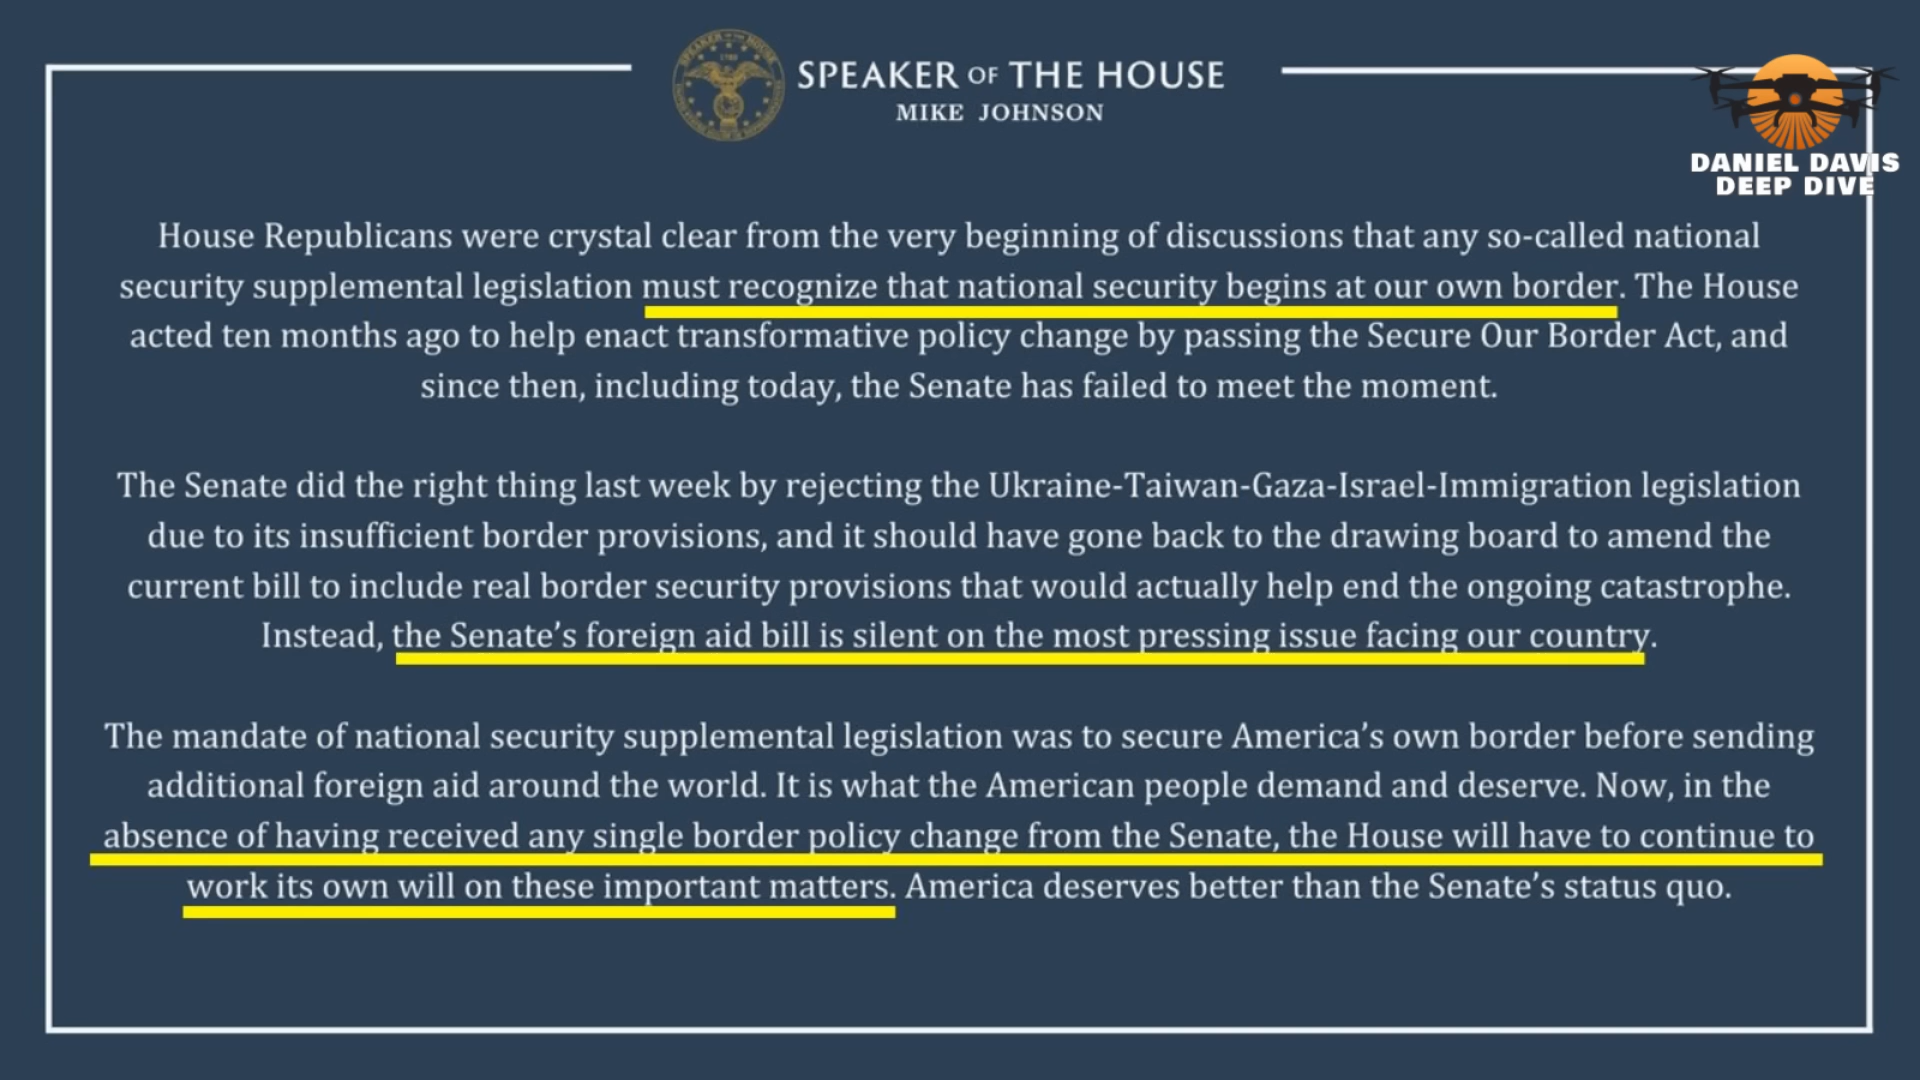 SPEAKER OF THE HOUSE
MIKE JOHNSON
DANIEL DAVIS
DEEP DIVE
House Republicans were crystal clear from the very beginning of discussions that any so-called national
security supplemental legislation must recognize that national security begins at our own border. The House
acted ten months ago to help enact transformative policy change by passing the Secure Our Border Act, and
since then, including today, the Senate has failed to meet the moment.
The Senate did the right thing last week by rejecting the Ukraine-Taiwan-Gaza-Israel-Immigration legislation
due to its insufficient border provisions, and it should have gone back to the drawing board to amend the
current bill to include real border security provisions that would actually help end the ongoing catastrophe.
Instead, the Senate’s foreign aid bill is silent on the most pressing issue facing our country.
The mandate of national security supplemental legislation was to secure America’s own border before sending
additional foreign aid around the world. It is what the American people demand and deserve. Now, in the
absence of having received any single border policy change from the Senate, the House will have to continue to
work its own will on these important matters. America deserves better than the Senate’s status quo.